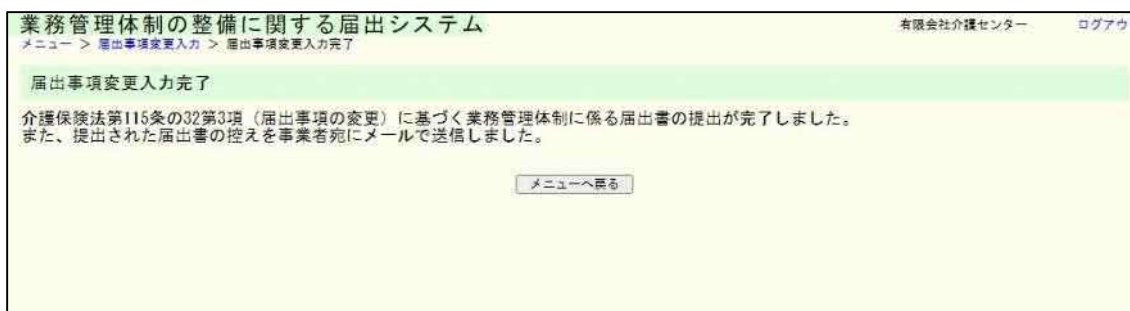 業務管理体制の整備に関する届出システム
有限会社介護センター ログアウ
メニュー > 届出事項変更入力 > 届出事項変更入力完了
届出事項変更入力完了
介護保険法第115条の32第3項（届出事項の変更）に基づく業務管理体制に係る届出書の提出が完了しました。
また、提出された届出書の控えを事業者宛にメールで送信しました。
メニューへ戻る